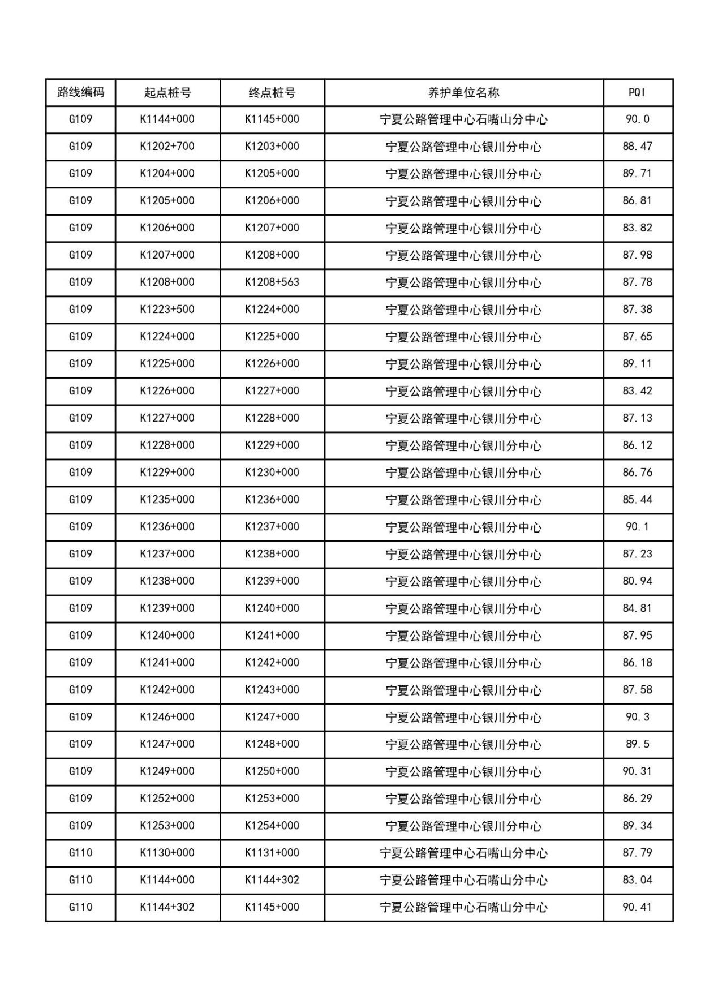 路线编码 起点桩号 终点桩号 养护单位名称 PQI
G109 K1144+000 K1145+000 宁夏公路管理中心石嘴山分中心 90.0
G109 K1202+700 K1203+000 宁夏公路管理中心银川分中心 88.47
G109 K1204+000 K1205+000 宁夏公路管理中心银川分中心 89.71
G109 K1205+000 K1206+000 宁夏公路管理中心银川分中心 86.81
G109 K1206+000 K1207+000 宁夏公路管理中心银川分中心 83.82
G109 K1207+000 K1208+000 宁夏公路管理中心银川分中心 87.98
G109 K1208+000 K1208+563 宁夏公路管理中心银川分中心 87.78
G109 K1223+500 K1224+000 宁夏公路管理中心银川分中心 87.38
G109 K1224+000 K1225+000 宁夏公路管理中心银川分中心 87.65
G109 K1225+000 K1226+000 宁夏公路管理中心银川分中心 89.11
G109 K1226+000 K1227+000 宁夏公路管理中心银川分中心 83.42
G109 K1227+000 K1228+000 宁夏公路管理中心银川分中心 87.13
G109 K1228+000 K1229+000 宁夏公路管理中心银川分中心 86.12
G109 K1229+000 K1230+000 宁夏公路管理中心银川分中心 86.76
G109 K1235+000 K1236+000 宁夏公路管理中心银川分中心 85.44
G109 K1236+000 K1237+000 宁夏公路管理中心银川分中心 90.1
G109 K1237+000 K1238+000 宁夏公路管理中心银川分中心 87.23
G109 K1238+000 K1239+000 宁夏公路管理中心银川分中心 80.94
G109 K1239+000 K1240+000 宁夏公路管理中心银川分中心 84.81
G109 K1240+000 K1241+000 宁夏公路管理中心银川分中心 87.95
G109 K1241+000 K1242+000 宁夏公路管理中心银川分中心 86.18
G109 K1242+000 K1243+000 宁夏公路管理中心银川分中心 87.58
G109 K1246+000 K1247+000 宁夏公路管理中心银川分中心 90.3
G109 K1247+000 K1248+000 宁夏公路管理中心银川分中心 89.5
G109 K1249+000 K1250+000 宁夏公路管理中心银川分中心 90.31
G109 K1252+000 K1253+000 宁夏公路管理中心银川分中心 86.29
G109 K1253+000 K1254+000 宁夏公路管理中心银川分中心 89.34
G110 K1130+000 K1131+000 宁夏公路管理中心石嘴山分中心 87.79
G110 K1144+000 K1144+302 宁夏公路管理中心石嘴山分中心 83.04
G110 K1144+302 K1145+000 宁夏公路管理中心石嘴山分中心 90.41